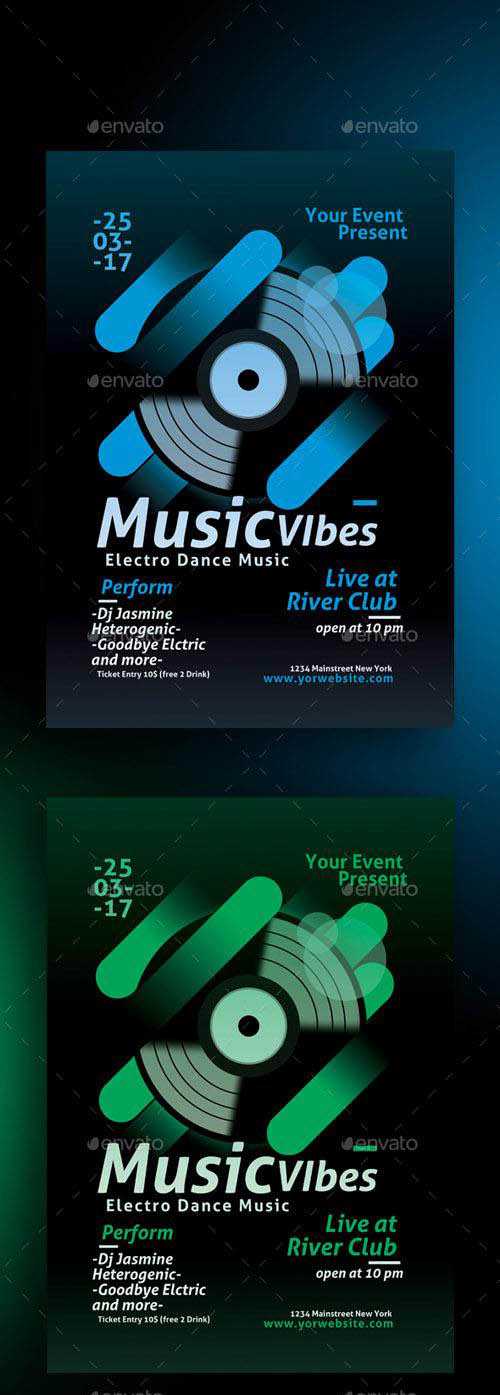 envato envato
-25
03-
-17
Your Event
Present
envato envato
Music VIbes
Electro Dance Music
Perform
-Dj Jasmine
Heterogenic-
-Goodbye Elctric
and more-
Ticket Entry 10$ (free 2 Drink)
Live at
River Club
open at 10 pm
envato envato
1234 Mainstreet New York
www.yorwebsite.com
-25
03-
-17
Your Event
Present
envato envato
envato envato
Music VIbes
Electro Dance Music
Perform
-Dj Jasmine
Heterogenic-
-Goodbye Elctric
and more-
Ticket Entry 10$ (free 2 Drink)
Live at
River Club
open at 10 pm
1234 Mainstreet New York
www.yorwebsite.com
envato envato